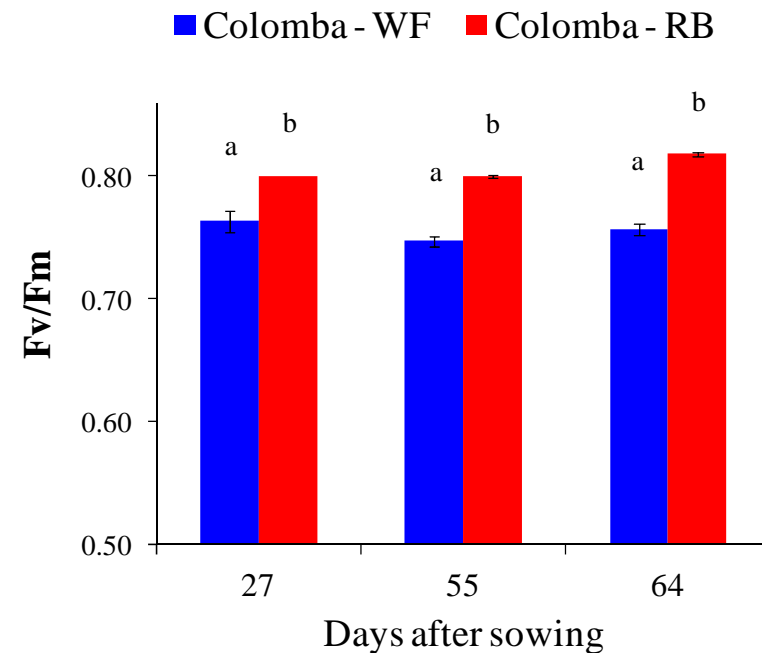 Colomba - WF Colomba - RB
b
b
b
a
a
a
0.80
0.70
0.60
0.50
Fv/Fm
27 55 64
Days after sowing